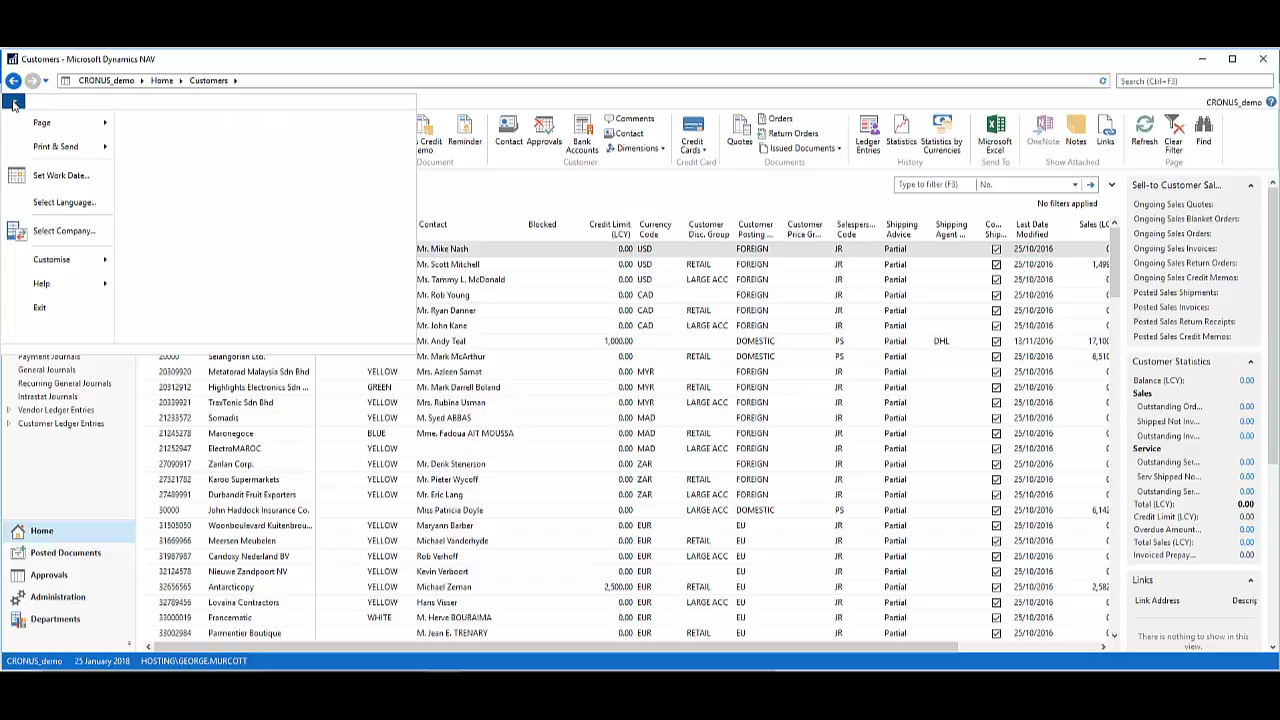 Customers - Microsoft Dynamics NAV
CRONUS_demo Home Customers
Search (Ctrl+F3)
CRONUS_demo
Page
Print & Send
Set Work Date...
Select Language...
Select Company...
Customise
Help
Exit
Credit
Reminder
Contact Approvals Bank Accounts
Comments
Contact
Dimensions
Credit Cards
Quotes
Orders
Return Orders
Issued Documents
Ledger Entries
Statistics
Statistics by Currencies
Microsoft Excel
OneNote
Notes
Links
Refresh
Clear Filter
Find
Document Customer Credit Card Documents History Send To Show Attached Page
Type to filter (F3) No.
No filters applied
Contact Blocked Credit Limit (LCY) Currency Code Customer Disc. Group Customer Posting ... Customer Price Gr... Salespers... Code Shipping Advice Shipping Agent ... Co... Ship... Last Date Modified Sales (LC
Mr. Mike Nash 0.00 USD FOREIGN JR Partial 25/10/2016
Mr. Scott Mitchell 0.00 USD RETAIL FOREIGN JR Partial 25/10/2016 1,499
Ms. Tammy L. McDonald 0.00 USD LARGE ACC FOREIGN JR Partial 25/10/2016
Mr. Rob Young 0.00 CAD FOREIGN JR Partial 25/10/2016
Mr. Ryan Danner 0.00 CAD RETAIL FOREIGN JR Partial 25/10/2016
Mr. John Kane 0.00 CAD LARGE ACC FOREIGN JR Partial 25/10/2016
Mr. Andy Teal 1,000.00 DOMESTIC PS Partial DHL 13/11/2016 17,100
20000 Selangorian Ltd. Mr. Mark McArthur 0.00 RETAIL DOMESTIC PS Partial 25/10/2016 6,510
20309920 Metatorad Malaysia Sdn Bhd YELLOW Mrs. Azleen Samat 0.00 MYR FOREIGN JR Partial 25/10/2016
20312912 Highlights Electronics Sdn ... GREEN Mr. Mark Darrell Boland 0.00 MYR RETAIL FOREIGN JR Partial 25/10/2016
20339921 TraxTonic Sdn Bhd YELLOW Mrs. Rubina Usman 0.00 MYR LARGE ACC FOREIGN JR Partial 25/10/2016
21233572 Somadis YELLOW M. Syed ABBAS 0.00 MAD FOREIGN JR Partial 25/10/2016
21245278 Maronegoce BLUE Mme. Fadoua AIT MOUSSA 0.00 MAD RETAIL FOREIGN JR Partial 25/10/2016
21252947 ElectroMAROC YELLOW 0.00 MAD LARGE ACC FOREIGN JR Partial 25/10/2016
27090917 Zanlan Corp. YELLOW Mr. Derik Stenerson 0.00 ZAR FOREIGN JR Partial 25/10/2016
27321782 Karoo Supermarkets YELLOW Mr. Pieter Wycoff 0.00 ZAR RETAIL FOREIGN JR Partial 25/10/2016
27489991 Durbandit Fruit Exporters YELLOW Mr. Eric Lang 0.00 ZAR LARGE ACC FOREIGN JR Partial 25/10/2016
30000 John Haddock Insurance Co. Miss Patricia Doyle 0.00 LARGE ACC DOMESTIC PS Partial 25/10/2016 6,142
31505050 Woonboulevard Kuitenbrou... YELLOW Maryann Barber 0.00 EUR EU JR Partial 25/10/2016
31669966 Meersen Meubelen YELLOW Michael Vanderhyde 0.00 EUR RETAIL EU JR Partial 25/10/2016
31987987 Candoxy Nederland BV YELLOW Rob Verhoff 0.00 EUR LARGE ACC EU JR Partial 25/10/2016
32124578 Nieuwe Zandpoort NV YELLOW Kevin Verboort 0.00 EUR EU JR Partial 25/10/2016
32656565 Antarcticopy YELLOW Michael Zeman 2,500.00 EUR RETAIL EU JR Partial 25/10/2016 2,582
32789456 Lovaina Contractors YELLOW Hans Visser 0.00 EUR LARGE ACC EU JR Partial 25/10/2016
33000019 Francematic WHITE M. Herve BOURAIMA 0.00 EUR EU JR Partial 25/10/2016
33002984 Parmentier Boutique M. Jean E. TRENARY 0.00 EUR RETAIL EU JR Partial 25/10/2016
Payment Journals
General Journals
Recurring General Journals
Intrastat Journals
Vendor Ledger Entries
Customer Ledger Entries
Home
Posted Documents
Approvals
Administration
Departments
Sell-to Customer Sal...
Ongoing Sales Quotes:
Ongoing Sales Blanket Orders:
Ongoing Sales Orders:
Ongoing Sales Invoices:
Ongoing Sales Return Orders:
Ongoing Sales Credit Memos:
Posted Sales Shipments:
Posted Sales Invoices:
Posted Sales Return Receipts:
Posted Sales Credit Memos:
Customer Statistics
Balance (LCY): 0.00
Sales
Outstanding Ord... 0.00
Shipped Not Inv... 0.00
Outstanding Inv... 0.00
Service
Outstanding Ser... 0.00
Serv Shipped No... 0.00
Outstanding Ser... 0.00
Total (LCY): 0.00
Credit Limit (LCY): 0.00
Overdue Amount... 0.00
Total Sales (LCY): 0.00
Invoiced Prepay... 0.00
Links
Link Address Descrip
There is nothing to show in this
view.
CRONUS_demo 25 January 2018 HOSTING\GEORGE.MURCOTT